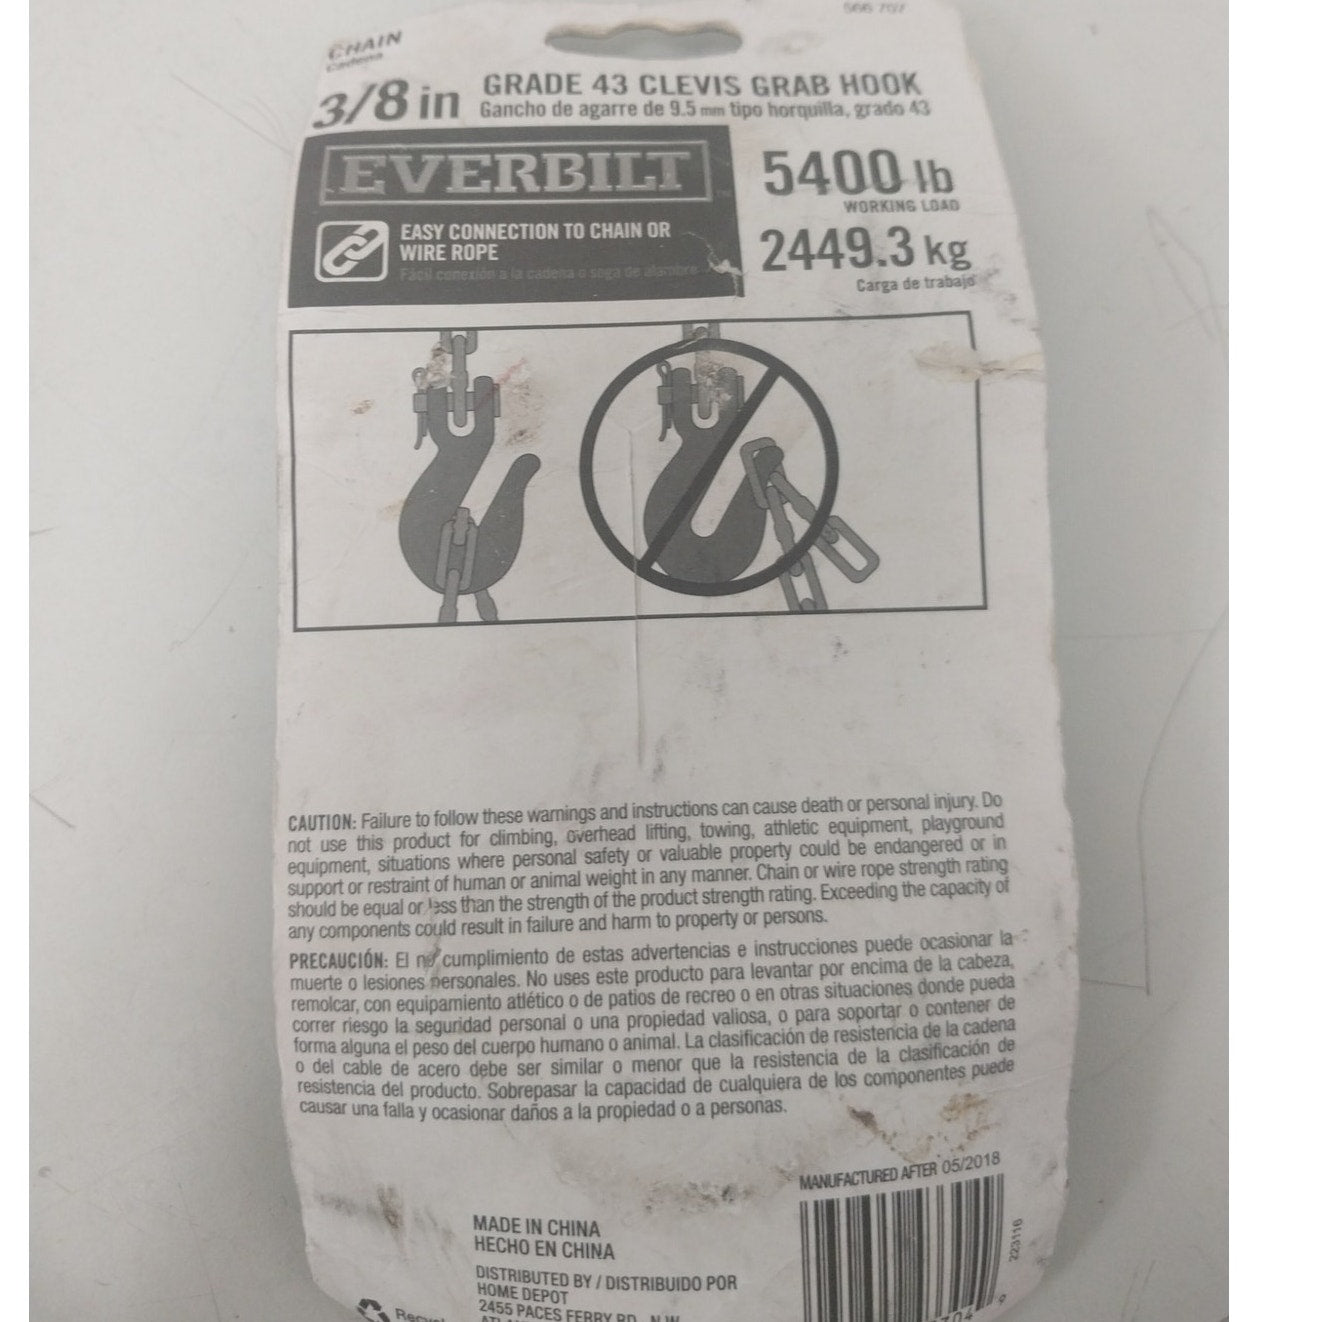 566 707
CHAIN
Cadena
3/8 in
GRADE 43 CLEVIS GRAB HOOK
Gancho de agarre de 9.5 mm tipo horquilla, grado 43
EVERBILT
EASY CONNECTION TO CHAIN OR
WIRE ROPE
Fácil conexión a la cadena o soga de alambre
5400 lb
WORKING LOAD
2449.3 kg
Carga de trabajo
CAUTION: Failure to follow these warnings and instructions can cause death or personal injury. Do
not use this product for climbing, overhead lifting, towing, athletic equipment, playground
equipment, situations where personal safety or valuable property could be endangered or in
support or restraint of human or animal weight in any manner. Chain or wire rope strength rating
should be equal or less than the strength of the product strength rating. Exceeding the capacity of
any components could result in failure and harm to property or persons.
PRECAUCIÓN: El no cumplimiento de estas advertencias e instrucciones puede ocasionar la
muerte o lesiones personales. No uses este producto para levantar por encima de la cabeza,
remolcar, con equipamiento atlético o de patios de recreo o en otras situaciones donde pueda
correr riesgo la seguridad personal o una propiedad valiosa, o para soportar o contener de
forma alguna el peso del cuerpo humano o animal. La clasificación de resistencia de la cadena
o del cable de acero debe ser similar o menor que la resistencia de la clasificación de
resistencia del producto. Sobrepasar la capacidad de cualquiera de los componentes puede
causar una falla y ocasionar daños a la propiedad o a personas.
MANUFACTURED AFTER 05/2018
223116
MADE IN CHINA
HECHO EN CHINA
DISTRIBUTED BY / DISTRIBUIDO POR
HOME DEPOT
2455 PACES FERRY RD., N.W.
9